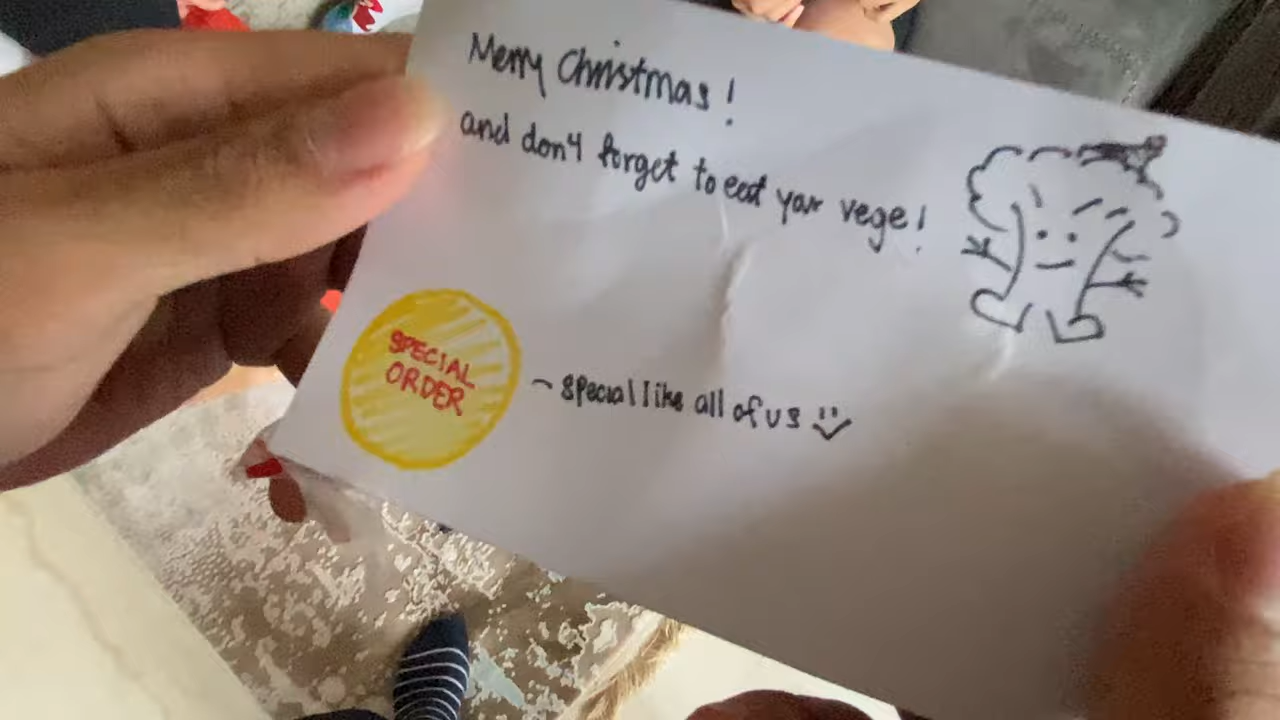 Merry Christmas!
and don't forget to eat your vege!
SPECIAL
ORDER
~ special like all of us